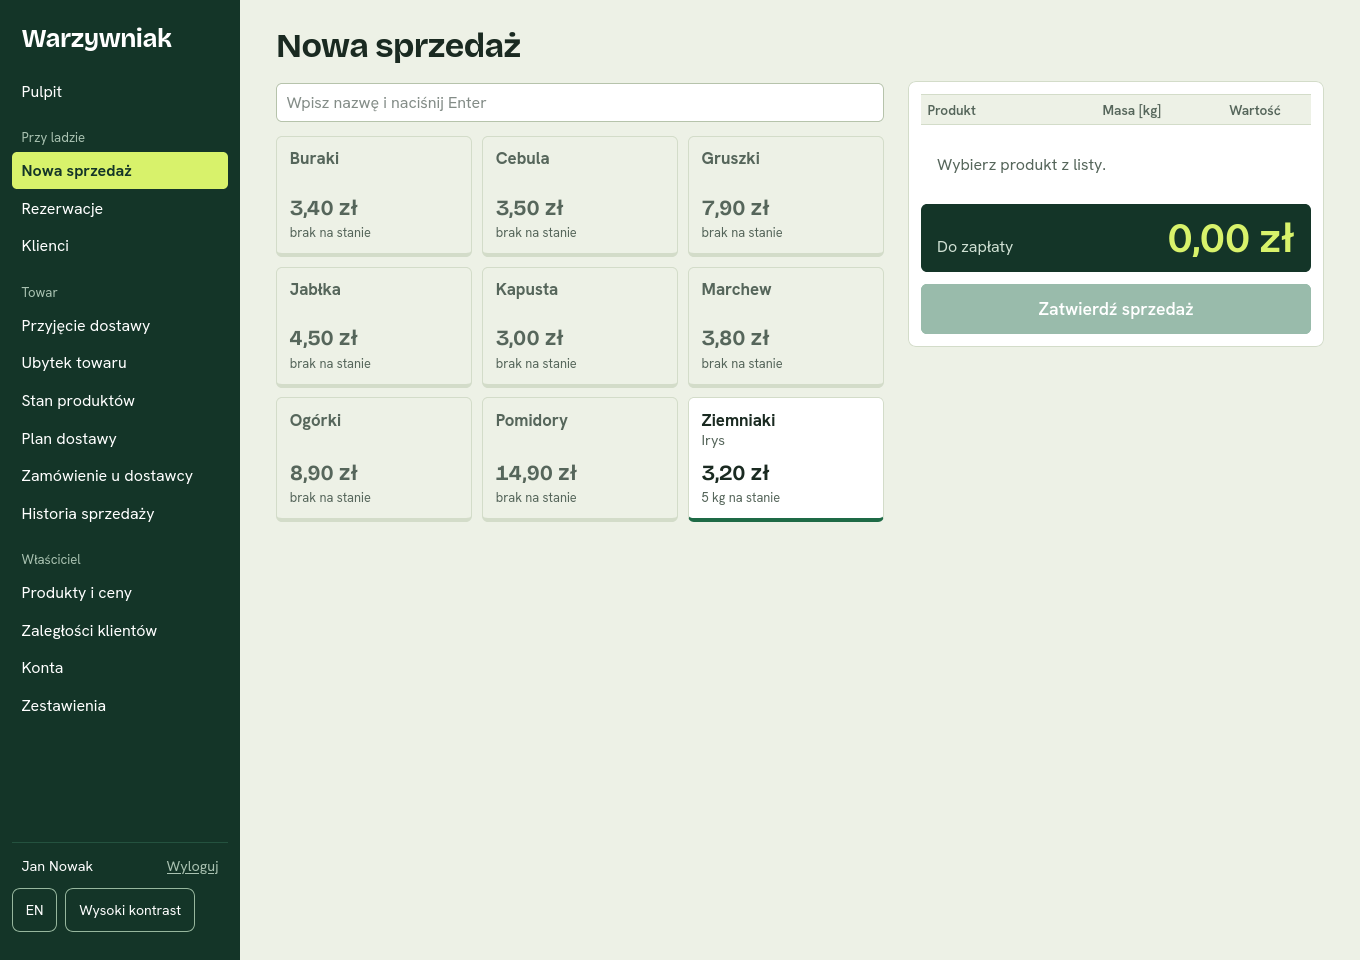 Warzywniak
Pulpit
Przy ladzie
Nowa sprzedaż
Rezerwacje
Klienci
Towar
Przyjęcie dostawy
Ubytek towaru
Stan produktów
Plan dostawy
Zamówienie u dostawcy
Historia sprzedaży
Właściciel
Produkty i ceny
Zaległości klientów
Konta
Zestawienia
Jan Nowak Wyloguj
EN Wysoki kontrast
Nowa sprzedaż
Wpisz nazwę i naciśnij Enter
Buraki
3,40 zł
brak na stanie
Cebula
3,50 zł
brak na stanie
Gruszki
7,90 zł
brak na stanie
Jabłka
4,50 zł
brak na stanie
Kapusta
3,00 zł
brak na stanie
Marchew
3,80 zł
brak na stanie
Ogórki
8,90 zł
brak na stanie
Pomidory
14,90 zł
brak na stanie
Ziemniaki
Irys
3,20 zł
5 kg na stanie
Produkt Masa [kg] Wartość
Wybierz produkt z listy.
Do zapłaty 0,00 zł
Zatwierdź sprzedaż